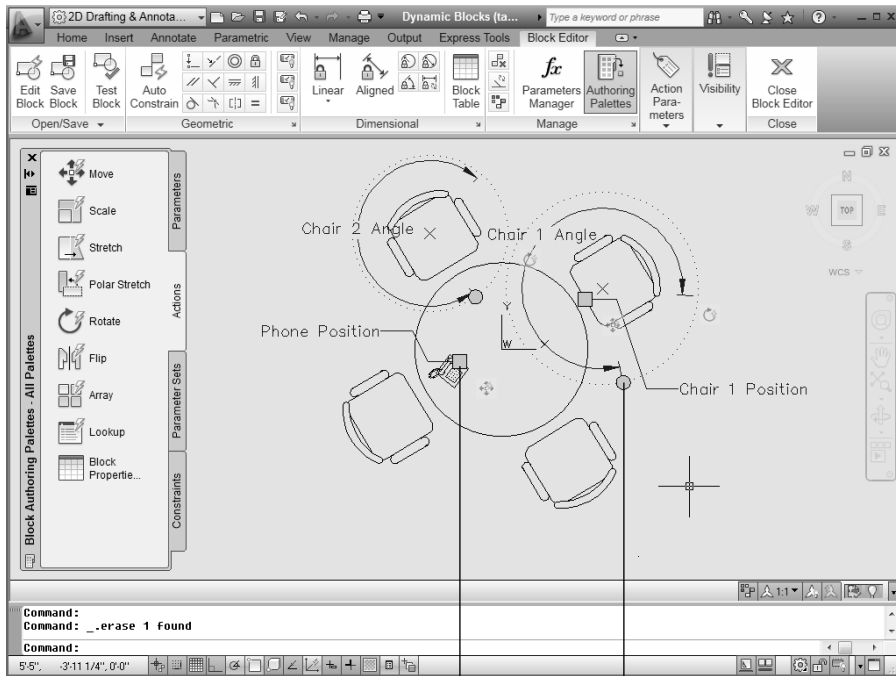 2D Drafting & Annota... Dynamic Blocks (ta... Type a keyword or phrase
Home Insert Annotate Parametric View Manage Output Express Tools Block Editor
Edit Block
Save Block
Test Block
Auto Constrain
Linear
Aligned
Block Table
fx
Parameters Manager
Authoring Palettes
Action Para-meters
Visibility
Close Block Editor
Open/Save
Geometric
Dimensional
Manage
Close
Block Authoring Palettes - All Palettes
Move
Scale
Stretch
Polar Stretch
Rotate
Flip
Array
Lookup
Block Propertie...
Parameters
Actions
Parameter Sets
Constraints
Chair 2 Angle
Chair 1 Angle
Phone Position
Chair 1 Position
Y
W
X
N
W TOP E
S
WCS
1:1
Command:
Command: _.erase 1 found
Command:
5'-5", -3'-11 1/4", 0'-0"